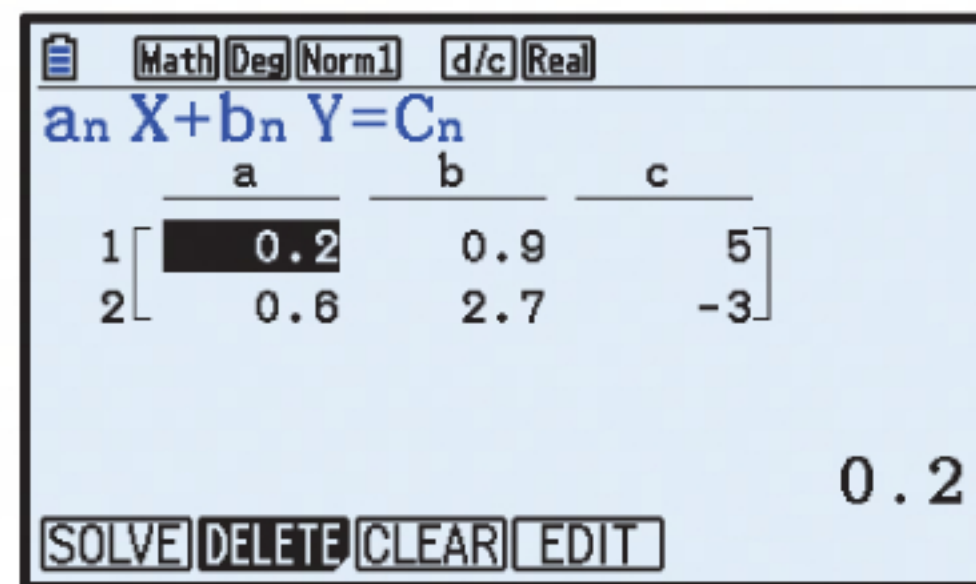 Math Deg Norm1 d/c Real
an X+bn Y=Cn
a b c
1 0.2 0.9 5
2 0.6 2.7 -3
0.2
SOLVE DELETE CLEAR EDIT